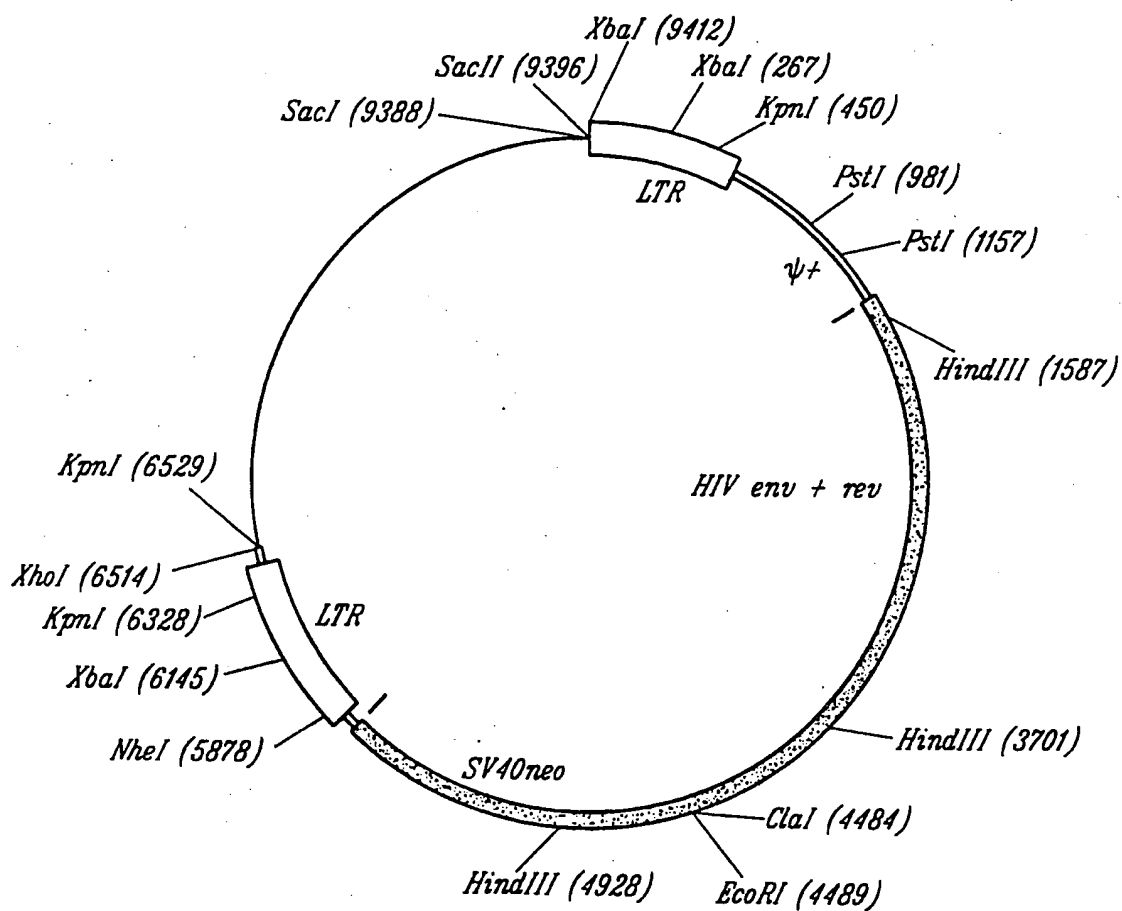 XbaI (9412)
SacII (9396)
XbaI (267)
SacI (9388)
KpnI (450)
LTR
PstI (981)
PstI (1157)
ψ+
HindIII (1587)
KpnI (6529)
HIV env + rev
XhoI (6514)
KpnI (6328)
LTR
XbaI (6145)
NheI (5878)
HindIII (3701)
SV40neo
ClaI (4484)
HindIII (4928)
EcoRI (4489)